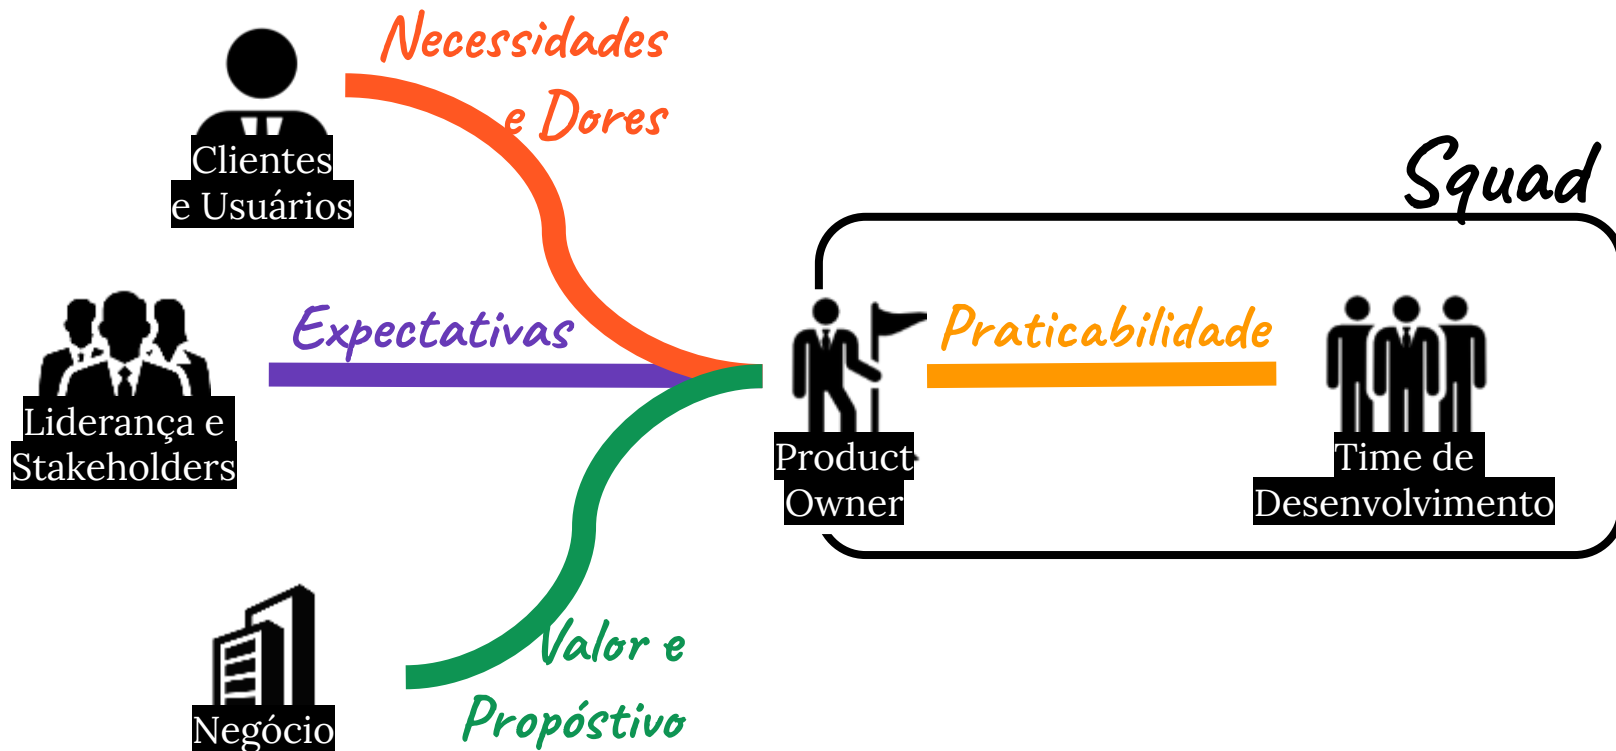 Necessidades
e Dores
Clientes
e Usuários
Squad
Expectativas
Praticabilidade
Liderança e
Stakeholders
Product
Owner
Time de
Desenvolvimento
Valor e
Propóstivo
Negócio